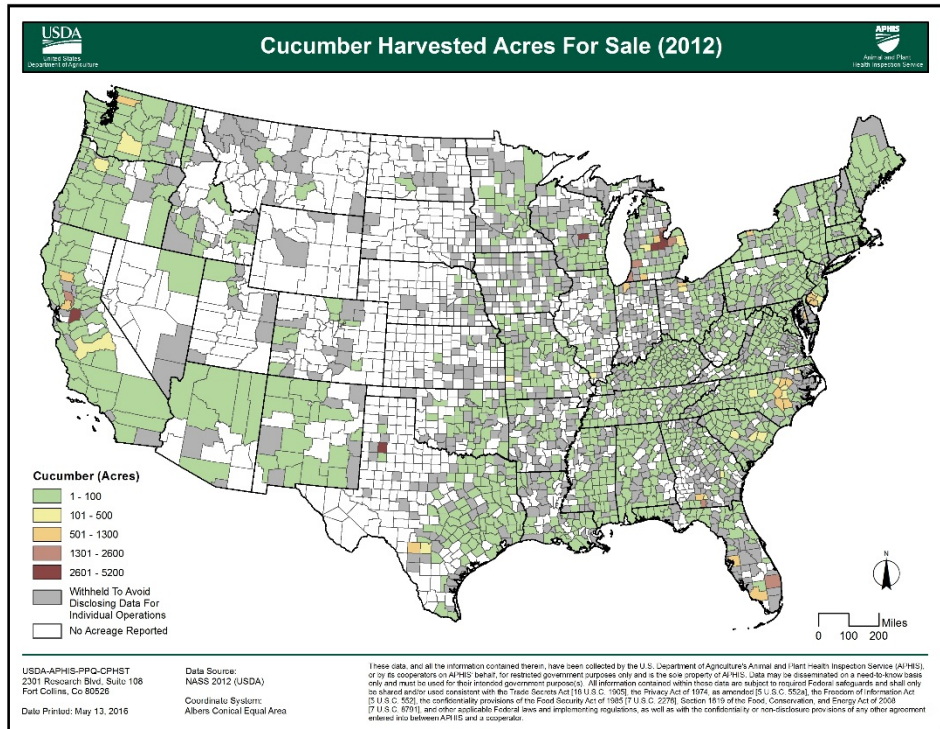 USDA
United States
Department of Agriculture
Cucumber Harvested Acres For Sale (2012)
APHIS
Animal and Plant
Health Inspection Service
Cucumber (Acres)
1 - 100
101 - 500
501 - 1300
1301 - 2600
2601 - 5200
Withheld To Avoid
Disclosing Data For
Individual Operations
No Acreage Reported
N
Miles
0 100 200
USDA-APHIS-PPQ-CPHST
2301 Research Blvd, Suite 108
Fort Collins, Co 80526
Date Printed: May 13, 2016
Data Source:
NASS 2012 (USDA)
Coordinate System:
Albers Conical Equal Area
These data, and all the information contained therein, have been collected by the U.S. Department of Agriculture's Animal and Plant Health Inspection Service (APHIS),
or by its cooperators on APHIS' behalf, for restricted government purposes only and is the sole property of APHIS. Data may be disseminated on a need-to-know basis
only and must be used for their intended government purpose(s). All information contained within these data are subject to required Federal safeguards and shall only
be shared and/or used consistent with the Trade Secrets Act [18 U.S.C. 1905], the Privacy Act of 1974, as amended [5 U.S.C. 552a], the Freedom of Information Act
[5 U.S.C. 552], the confidentiality provisions of the Food Security Act of 1985 [7 U.S.C. 2276], Section 1619 of the Food, Conservation, and Energy Act of 2008
[7 U.S.C. 8791], and other applicable Federal laws and implementing regulations, as well as with the confidentiality or non-disclosure provisions of any other agreement
entered into between APHIS and a cooperator.